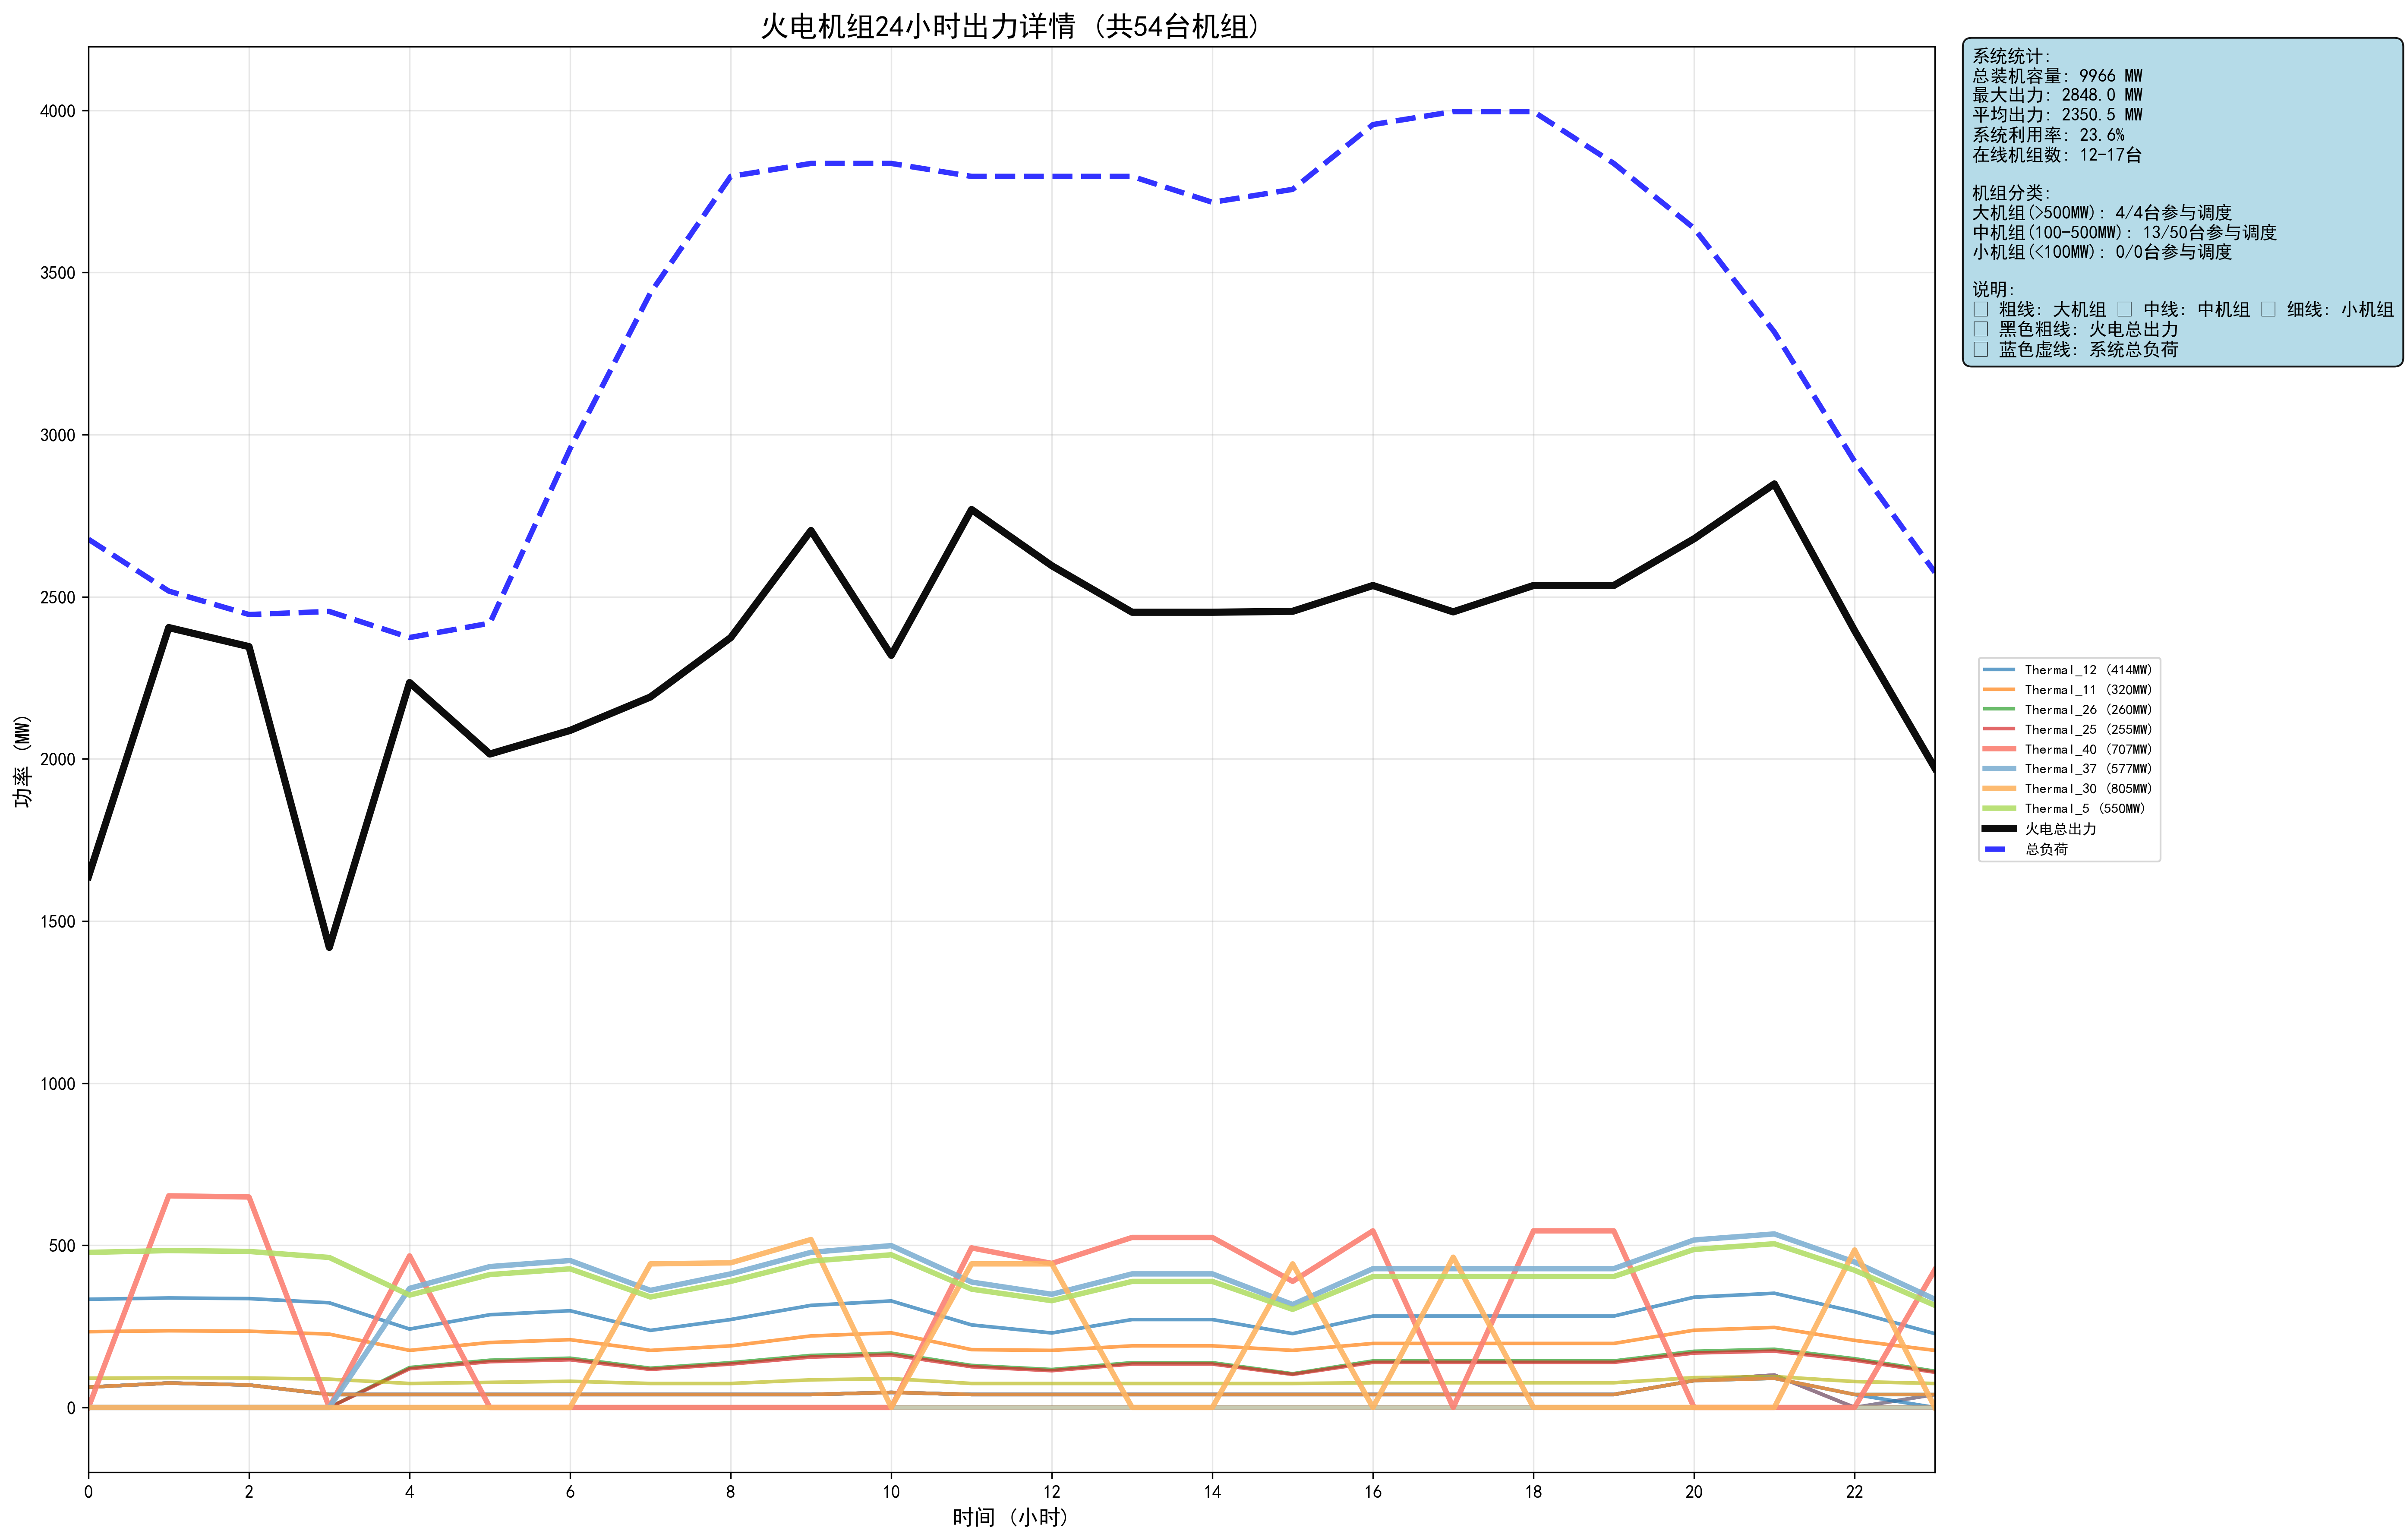 火电机组24小时出力详情 (共54台机组)
系统统计:
总装机容量: 9966 MW
最大出力: 2848.0 MW
平均出力: 2350.5 MW
系统利用率: 23.6%
在线机组数: 12-17台
机组分类:
大机组(>500MW): 4/4台参与调度
中机组(100-500MW): 13/50台参与调度
小机组(<100MW): 0/0台参与调度
说明:
□ 粗线: 大机组 □ 中线: 中机组 □ 细线: 小机组
□ 黑色粗线: 火电总出力
□ 蓝色虚线: 系统总负荷
4000
3500
3000
2500
2000
1500
1000
500
0
功率 (MW)
Thermal_12 (414MW)
Thermal_11 (320MW)
Thermal_26 (260MW)
Thermal_25 (255MW)
Thermal_40 (707MW)
Thermal_37 (577MW)
Thermal_30 (805MW)
Thermal_5 (550MW)
火电总出力
总负荷
0 2 4 6 8 10 12 14 16 18 20 22
时间 (小时)